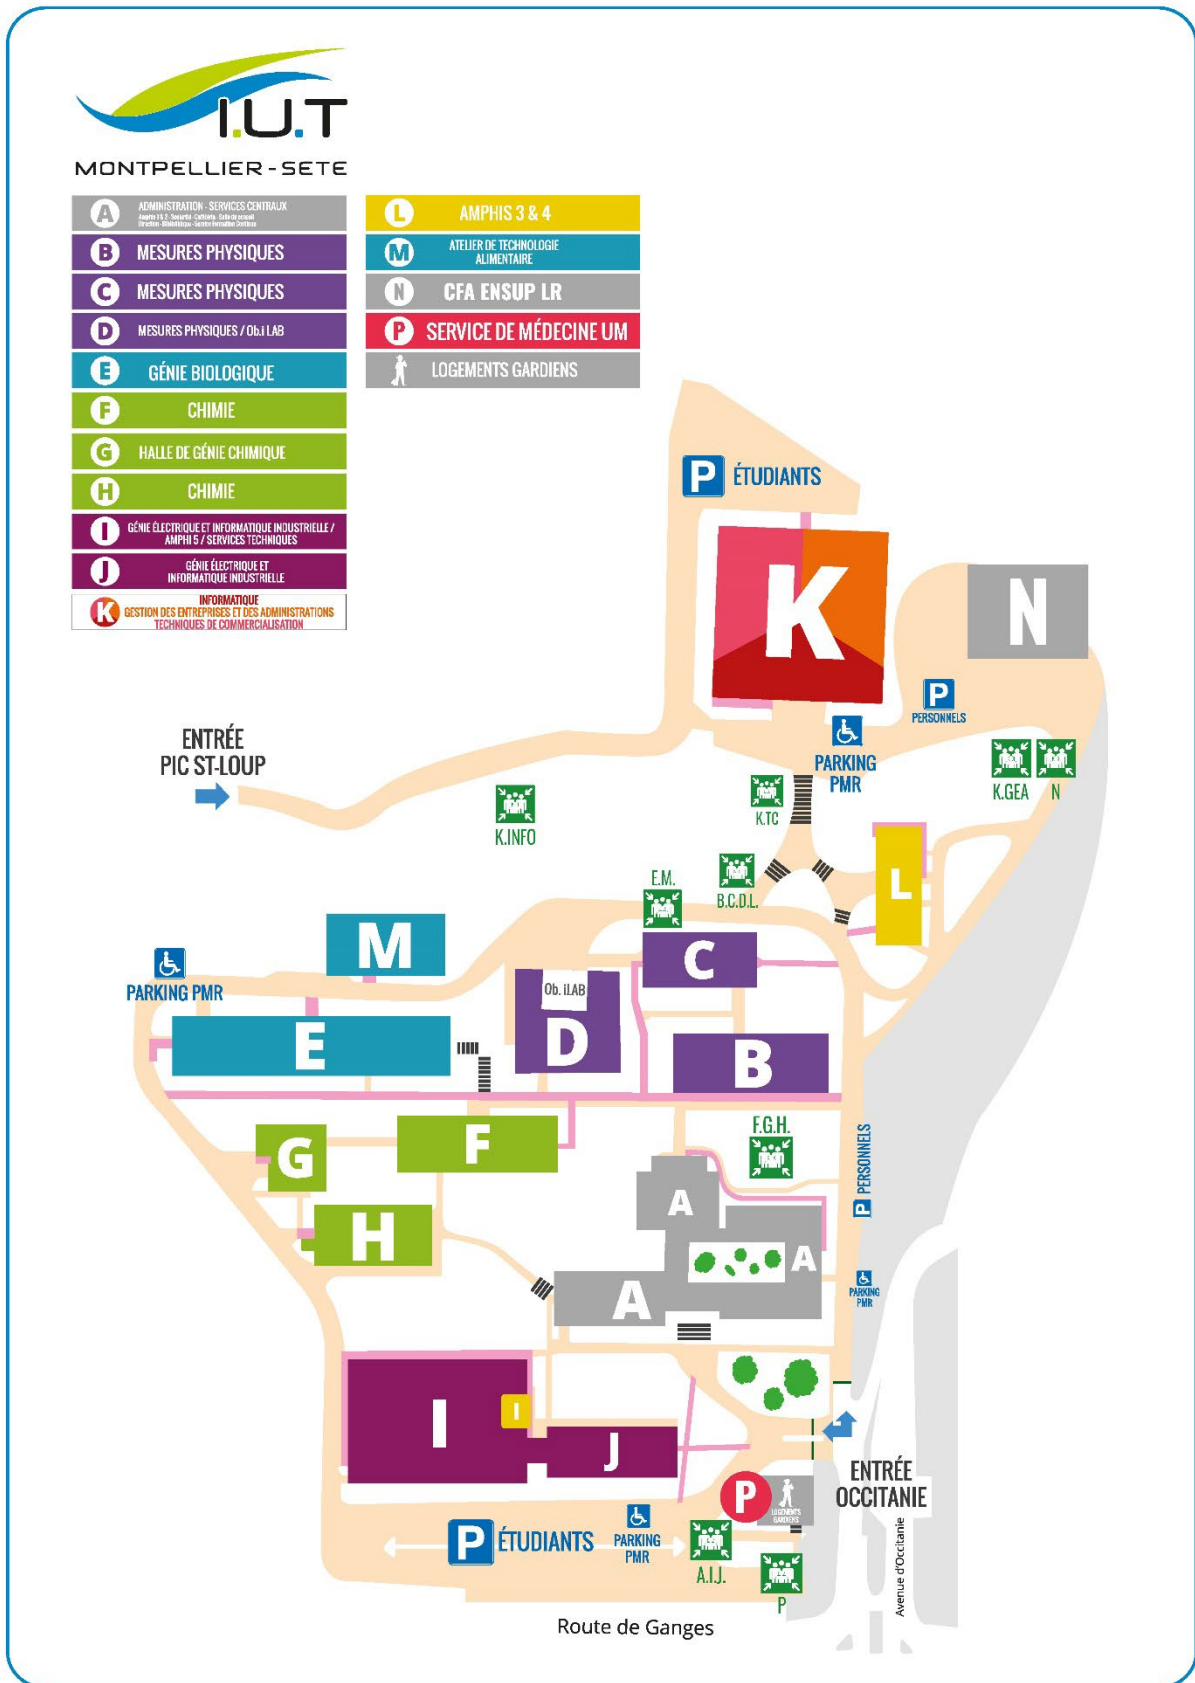 I.U.T
MONTPELLIER-SETE
A
ADMINISTRATION - SERVICES CENTRAUX
B
MESURES PHYSIQUES
C
MESURES PHYSIQUES
D
MESURES PHYSIQUES / Ob.i LAB
E
GÉNIE BIOLOGIQUE
F
CHIMIE
G
HALLE DE GÉNIE CHIMIQUE
H
CHIMIE
I
GÉNIE ÉLECTRIQUE ET INFORMATIQUE INDUSTRIELLE /
AMPHI 5 / SERVICES TECHNIQUES
J
GÉNIE ÉLECTRIQUE ET
INFORMATIQUE INDUSTRIELLE
K
INFORMATIQUE
GESTION DES ENTREPRISES ET DES ADMINISTRATIONS
TECHNIQUES DE COMMERCIALISATION
L
AMPHIS 3 & 4
M
ATELIER DE TECHNOLOGIE
ALIMENTAIRE
N
CFA ENSUP LR
P
SERVICE DE MÉDECINE UM
LOGEMENTS GARDIENS
P ÉTUDIANTS
K
N
P
PERSONNELS
PARKING
PMR
ENTRÉE
PIC ST-LOUP
K.INFO
K.TC
K.GEA
N
L
E.M.
B.C.D.L.
M
C
PARKING PMR
Ob. iLAB
D
E
B
F.G.H.
P PERSONNELS
F
G
H
A
A
A
PARKING
PMR
I
I
J
ENTRÉE
OCCITANIE
P
LOGEMENTS
GARDIENS
P ÉTUDIANTS
PARKING
PMR
A.I.J.
P
Avenue d'Occitanie
Route de Ganges